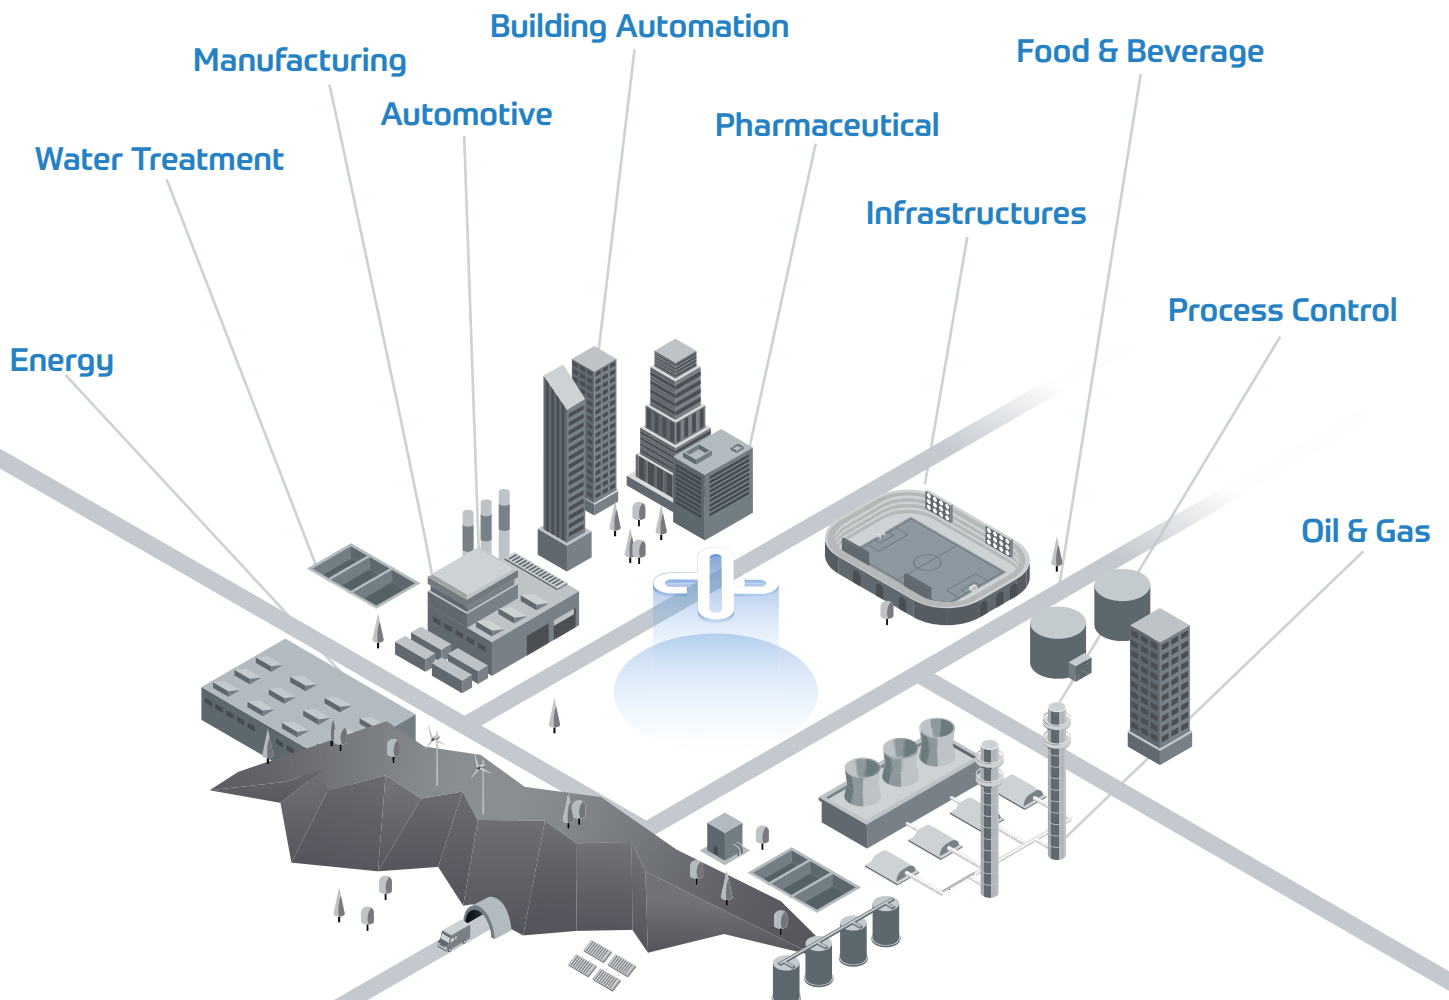 Building Automation
Manufacturing
Food & Beverage
Automotive
Pharmaceutical
Water Treatment
Infrastructures
Process Control
Energy
Oil & Gas